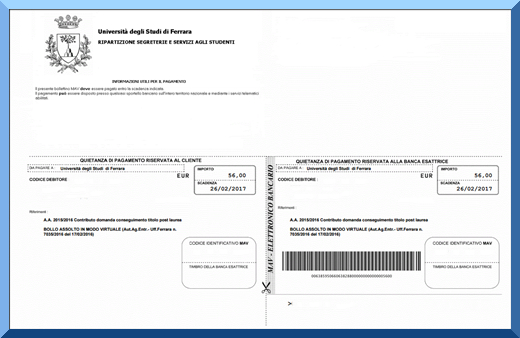 Università degli Studi di Ferrara
RIPARTIZIONE SEGRETERIE E SERVIZI AGLI STUDENTI
INFORMAZIONI UTILI PER IL PAGAMENTO
Il presente bollettino MAV deve essere pagato entro la scadenza indicata.
Il pagamento può essere disposto presso qualsiasi sportello bancario sull'intero territorio nazionale e mediante i servizi telematici
abilitati
QUIETANZA DI PAGAMENTO RISERVATA AL CLIENTE
DA PAGARE A Università degli Studi di Ferrara
EUR
IMPORTO
56,00
SCADENZA
26/02/2017
CODICE DEBITORE
Riferimenti :
A.A. 2015/2016 Contributo domanda conseguimento titolo post laurea
BOLLO ASSOLTO IN MODO VIRTUALE (Aut.Ag.Entr.- Uff.Ferrara n.
7035/2016 del 17/02/2016)
CODICE IDENTIFICATIVO MAV
TIMBRO DELLA BANCA ESATTRICE
MAV - ELETTRONICO BANCARIO
QUIETANZA DI PAGAMENTO RISERVATA ALLA BANCA ESATTRICE
DA PAGARE A : Università degli Studi di Ferrara
EUR
IMPORTO
56,00
SCADENZA
26/02/2017
CODICE DEBITORE :
Riferimenti :
A.A. 2015/2016 Contributo domanda conseguimento titolo post laurea
BOLLO ASSOLTO IN MODO VIRTUALE (Aut.Ag.Entr.- Uff.Ferrara n.
7035/2016 del 17/02/2016)
CODICE IDENTIFICATIVO MAV
TIMBRO DELLA BANCA ESATTRICE
>